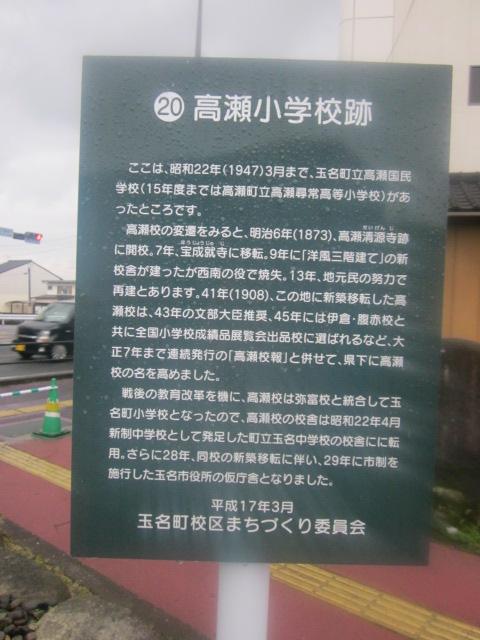 ⑳ 高瀬小学校跡
ここは、昭和22年(1947)3月まで、玉名町立高瀬国民
学校(15年度までは高瀬町立高瀬尋常高等小学校)があ
ったところです。
高瀬校の変遷をみると、明治6年(1873)、高瀬清源寺跡
に開校。7年、宝成就寺に移転。9年に「洋風三階建て」の新
校舎が建ったが西南の役で焼失。13年、地元民の努力で
再建とあります。41年(1908)、この地に新築移転した高
瀬校は、43年の文部大臣推奨、45年には伊倉・腹赤校と
共に全国小学校成績品展覧会出品校に選ばれるなど、大
正7年まで連続発行の「高瀬校報」と併せて、県下に高瀬
校の名を高めました。
戦後の教育改革を機に、高瀬校は弥富校と統合して玉
名町小学校となったので、高瀬校の校舎は昭和22年4月
新制中学校として発足した町立玉名中学校の校舎にに転
用。さらに28年、同校の新築移転に伴い、29年に市制を
施行した玉名市役所の仮庁舎となりました。
平成17年3月
玉名町校区まちづくり委員会